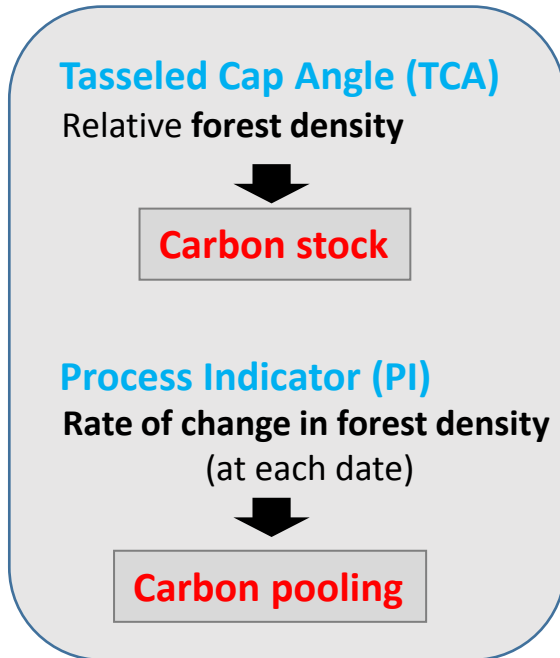 Tasseled Cap Angle (TCA)
Relative forest density
Carbon stock
Process Indicator (PI)
Rate of change in forest density
(at each date)
Carbon pooling